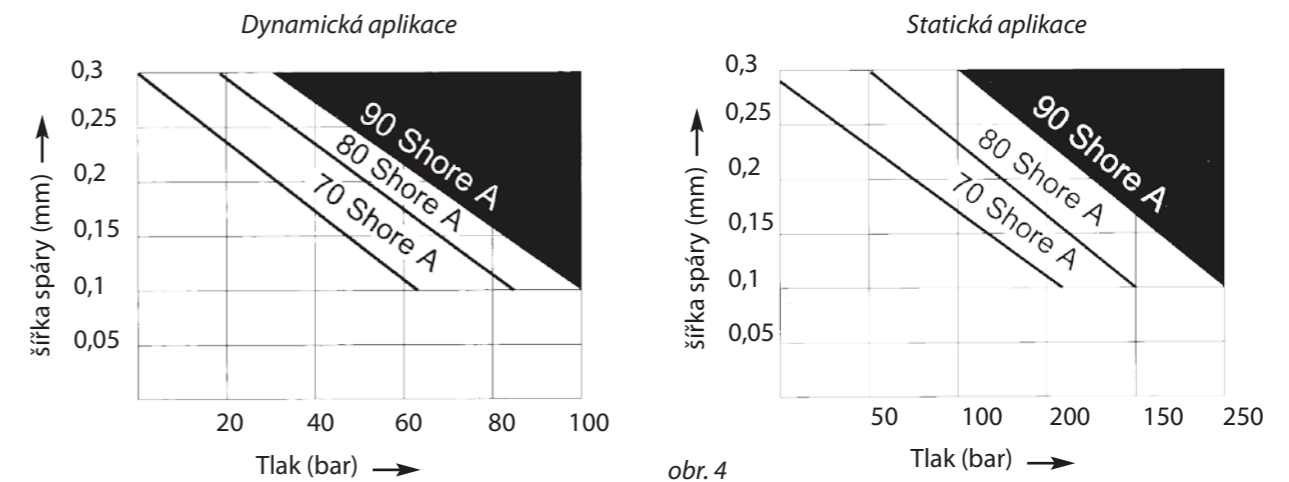 Dynamická aplikace
0,3
0,25
0,2
0,15
0,1
0,05
šířka spáry (mm)
90 Shore A
80 Shore A
70 Shore A
20 40 60 80 100
Tlak (bar)
Statická aplikace
0,3
0,25
0,2
0,15
0,1
0,05
šířka spáry (mm)
90 Shore A
80 Shore A
70 Shore A
50 100 200 150 250
Tlak (bar)
obr. 4